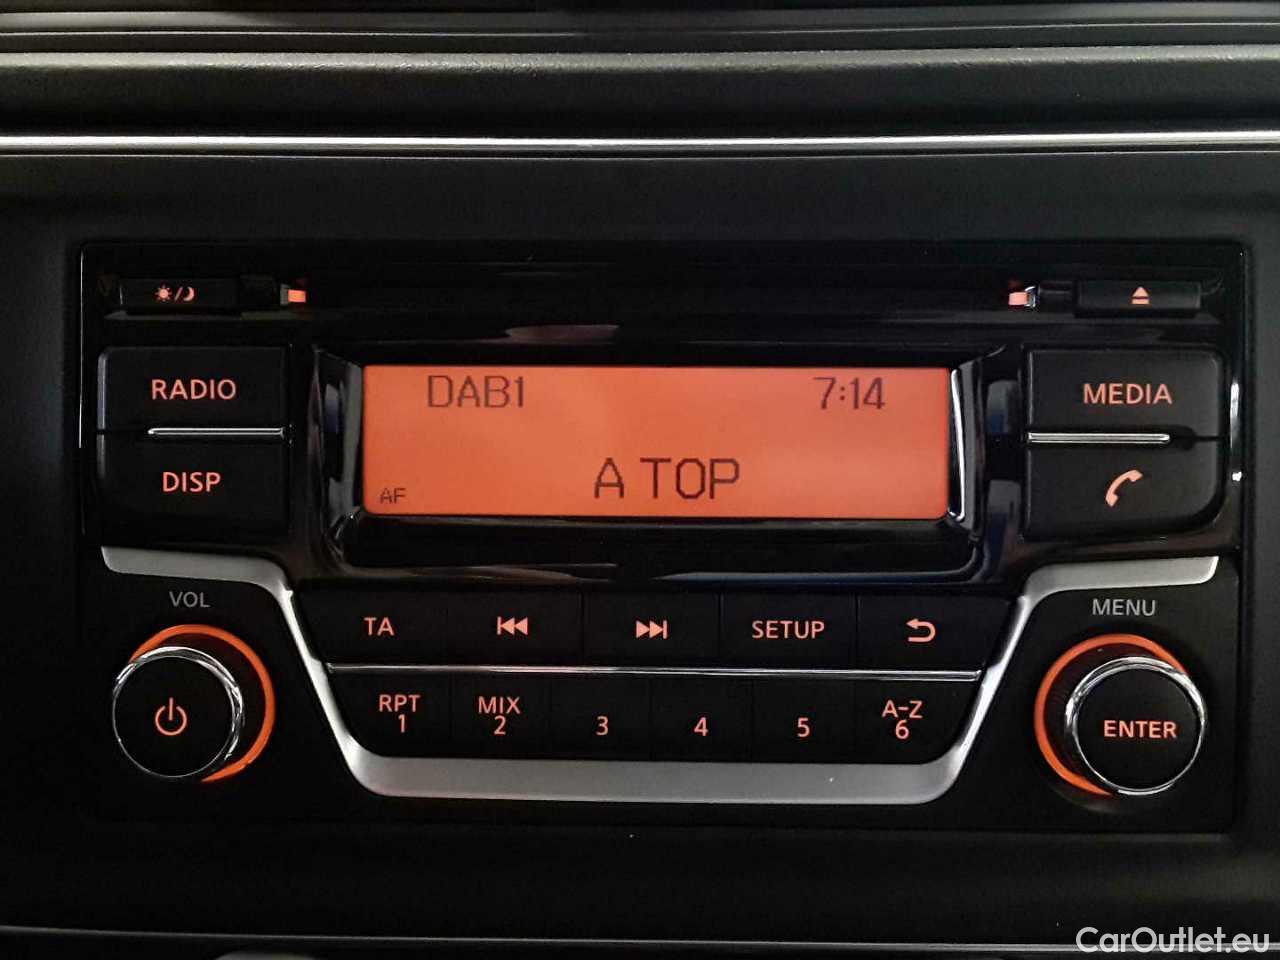 RADIO
DAB1 7:14
MEDIA
DISP
AF
A TOP
VOL
TA
SETUP
MENU
RPT
1
MIX
2
3
4
5
A-Z
6
ENTER
CarOutlet.eu